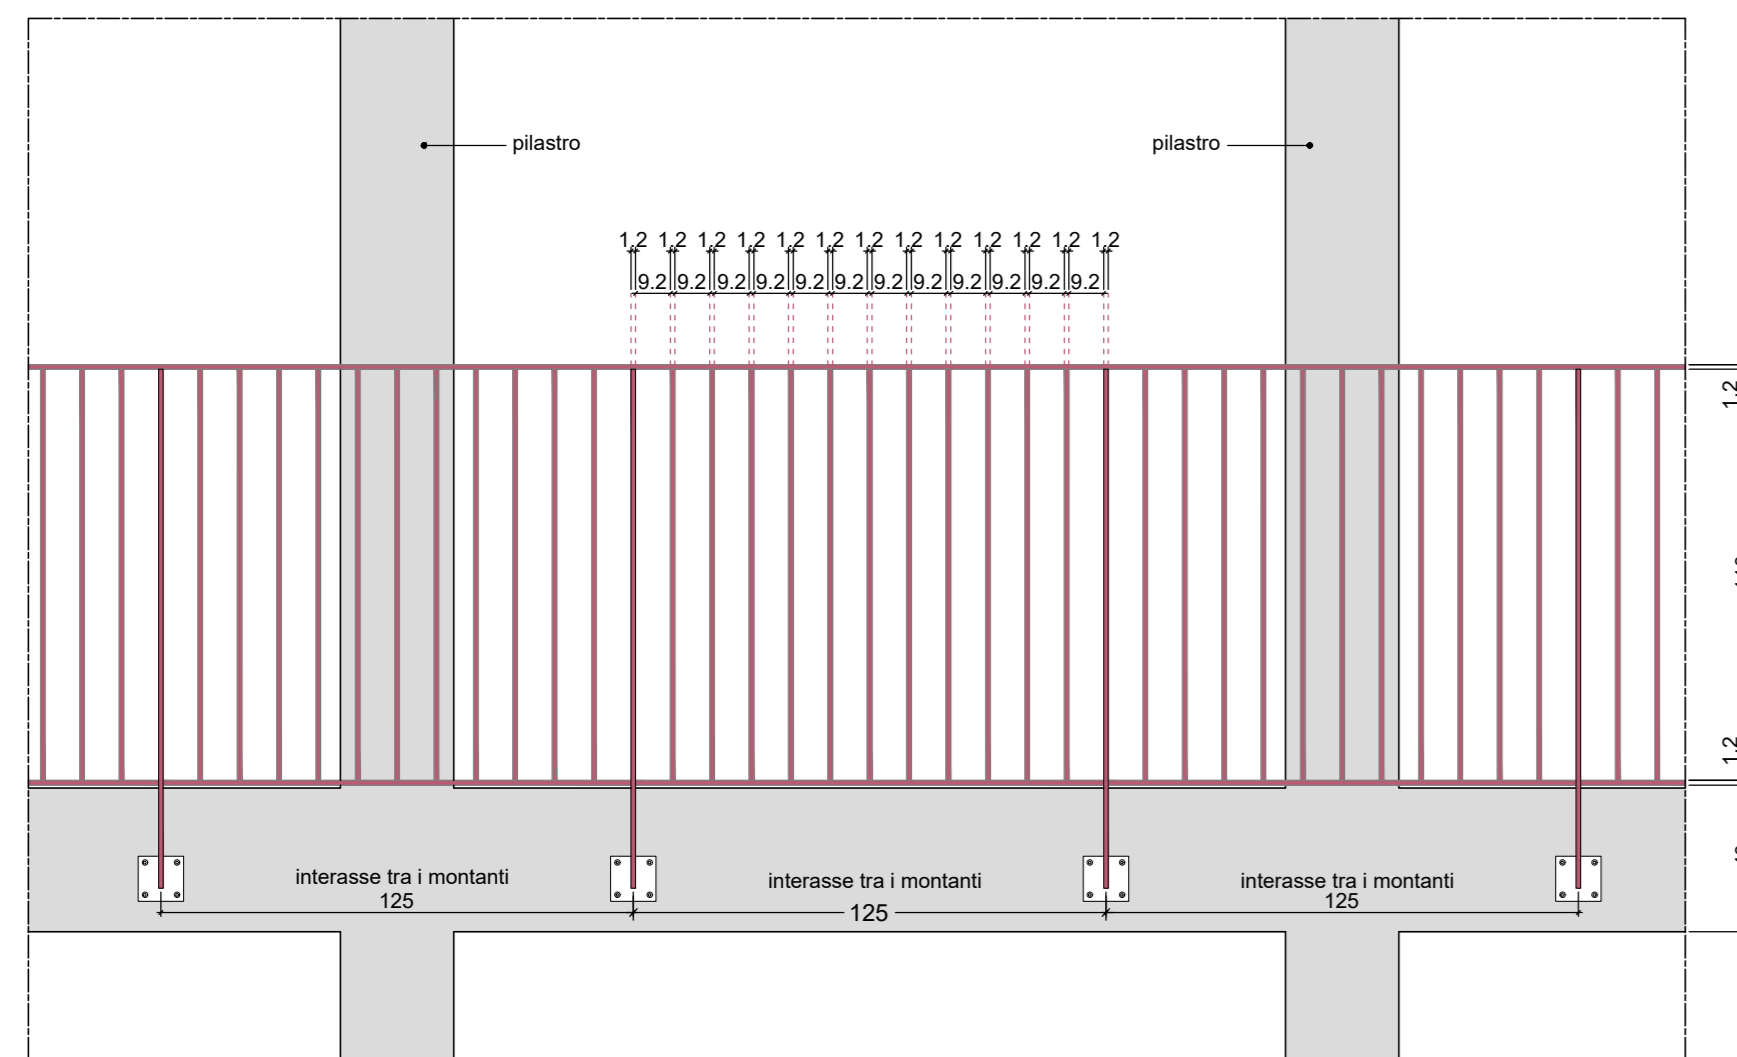 pilastro
pilastro
1.2 1.2 1.2 1.2 1.2 1.2 1.2 1.2 1.2 1.2 1.2 1.2 1.2
9.2 9.2 9.2 9.2 9.2 9.2 9.2 9.2 9.2 9.2 9.2 9.2
1.2
1.2
interasse tra i montanti
125
interasse tra i montanti
125
interasse tra i montanti
125